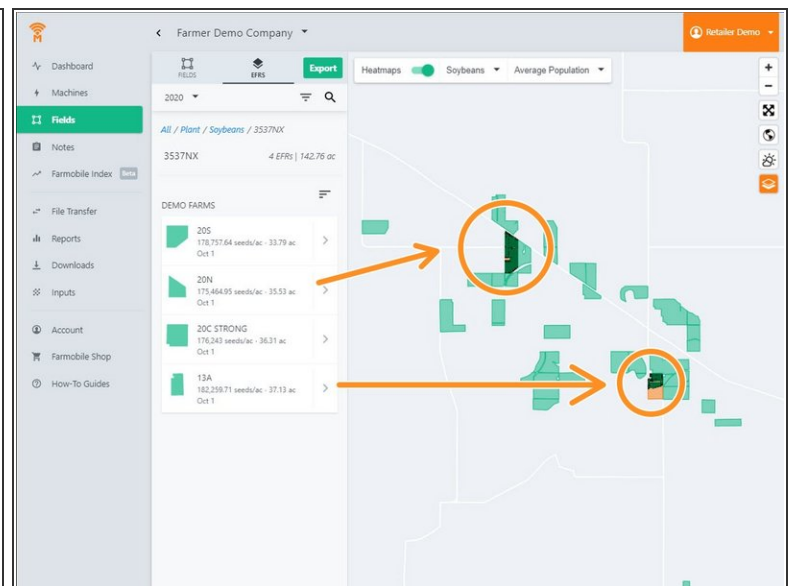 M
Farmer Demo Company
Retailer Demo
Dashboard
Machines
Fields
Notes
Farmobile Index Beta
File Transfer
Reports
Downloads
Inputs
Account
Farmobile Shop
How-To Guides
FIELDS
EFRS
Export
2020
All / Plant / Soybeans / 3537NX
3537NX 4 EFRs | 142.76 ac
DEMO FARMS
20S
178,757.64 seeds/ac - 33.79 ac
Oct 1
20N
175,464.95 seeds/ac - 35.53 ac
Oct 1
20C STRONG
176,243 seeds/ac - 36.31 ac
Oct 1
13A
182,259.71 seeds/ac - 37.13 ac
Oct 1
Heatmaps Soybeans Average Population
+
−